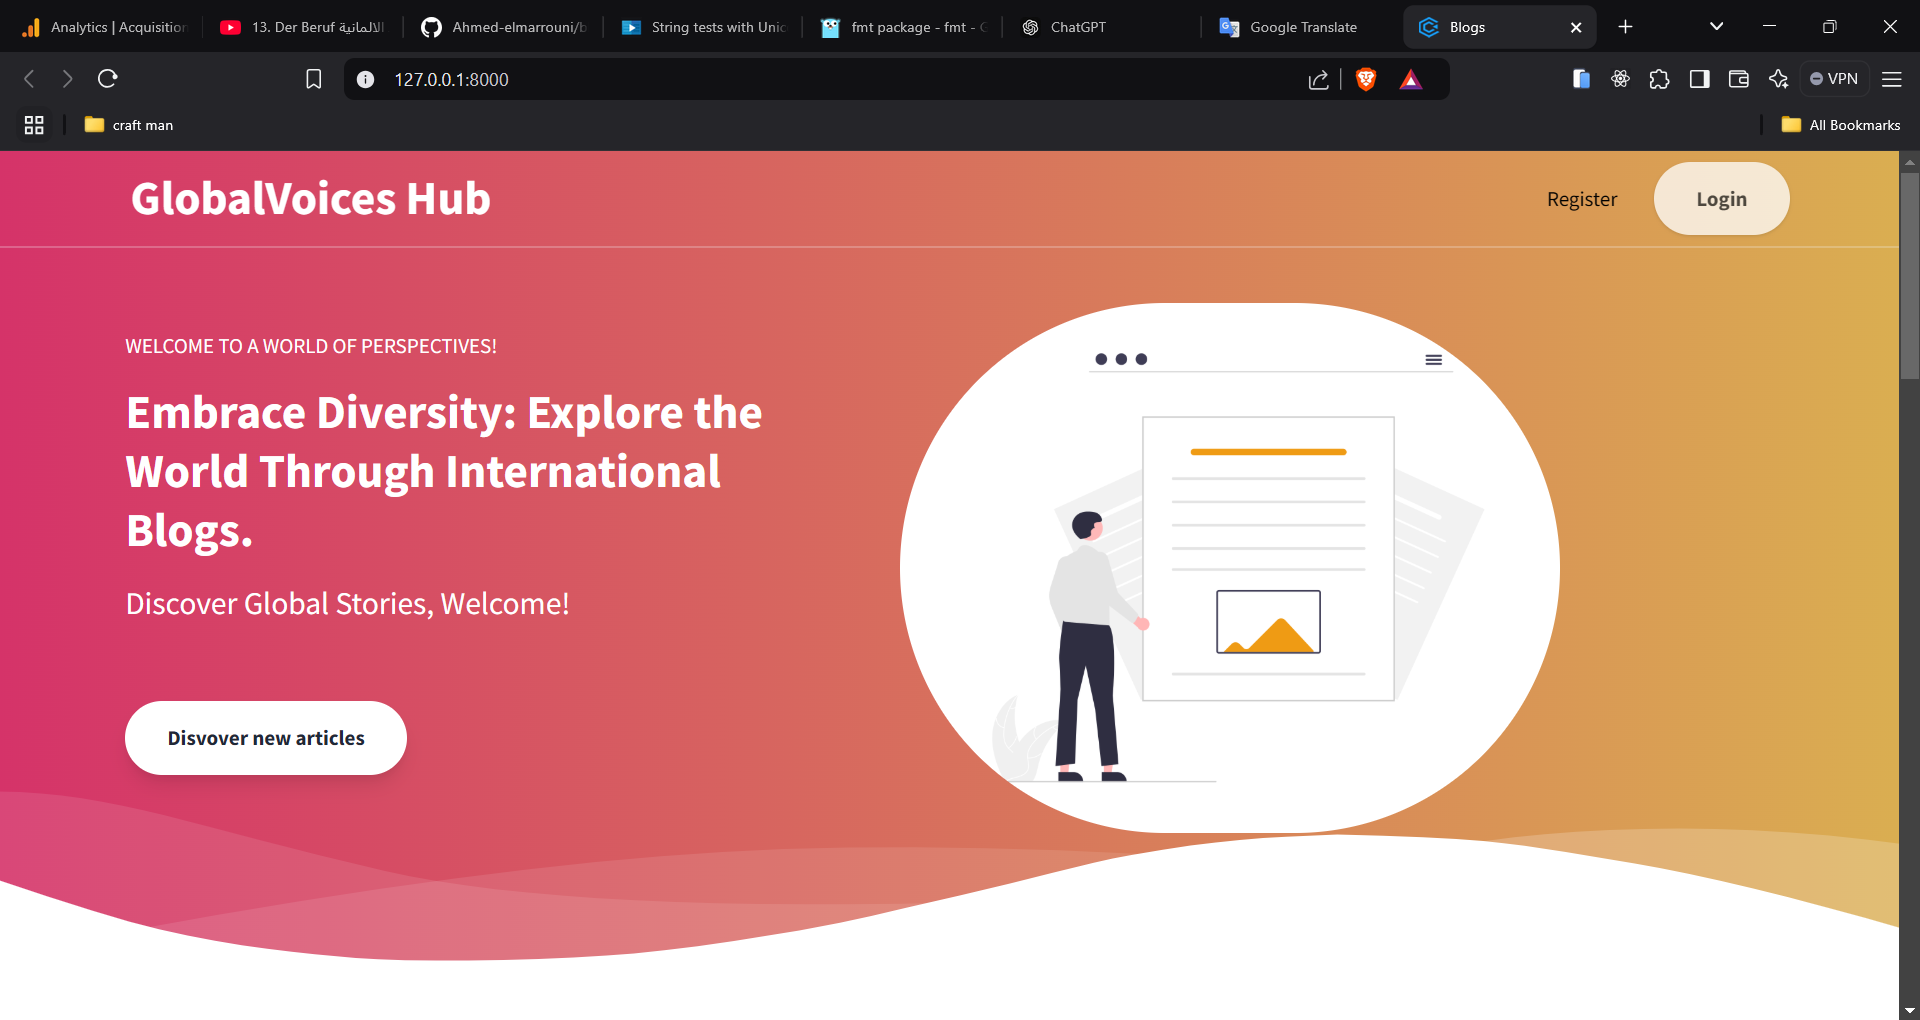 Analytics | Acquisition
13. Der Beruf الالمانية
Ahmed-elmarrouni/b
String tests with Unic
fmt package - fmt - G
ChatGPT
Google Translate
Blogs
127.0.0.1:8000
VPN
craft man
All Bookmarks
GlobalVoices Hub
Register
Login
WELCOME TO A WORLD OF PERSPECTIVES!
Embrace Diversity: Explore the
World Through International
Blogs.
Discover Global Stories, Welcome!
Disvover new articles